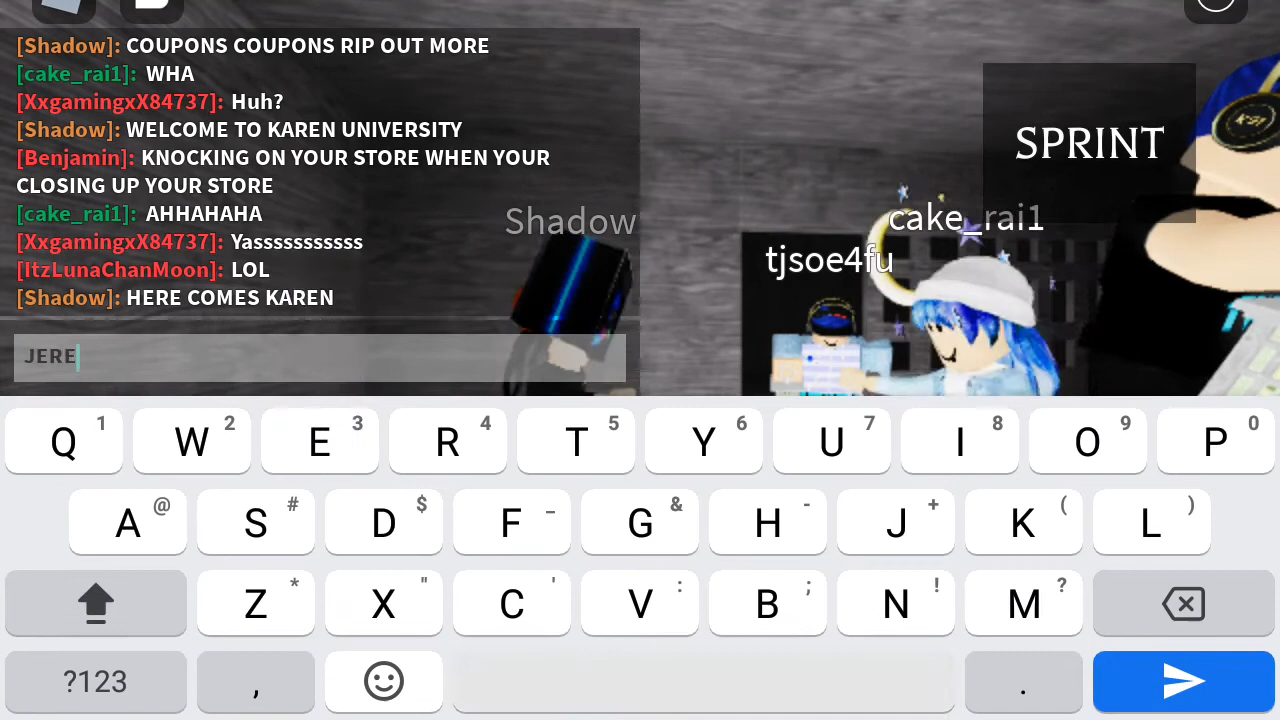 [Shadow]: COUPONS COUPONS RIP OUT MORE
[cake_rai1]: WHA
[XxgamingxX84737]: Huh?
[Shadow]: WELCOME TO KAREN UNIVERSITY
[Benjamin]: KNOCKING ON YOUR STORE WHEN YOUR
CLOSING UP YOUR STORE
[cake_rai1]: AHHAHAHA
[XxgamingxX84737]: Yasssssssssss
[ItzLunaChanMoon]: LOL
[Shadow]: HERE COMES KAREN
JERE
Shadow
SPRINT
cake_rai1
tjsoe4fu
Q 1 W 2 E 3 R 4 T 5 Y 6 U 7 I 8 O 9 P 0
A @ S # D $ F _ G & H - J + K ( L )
Z * X " C ' V : B ; N ! M ?
?123 , .